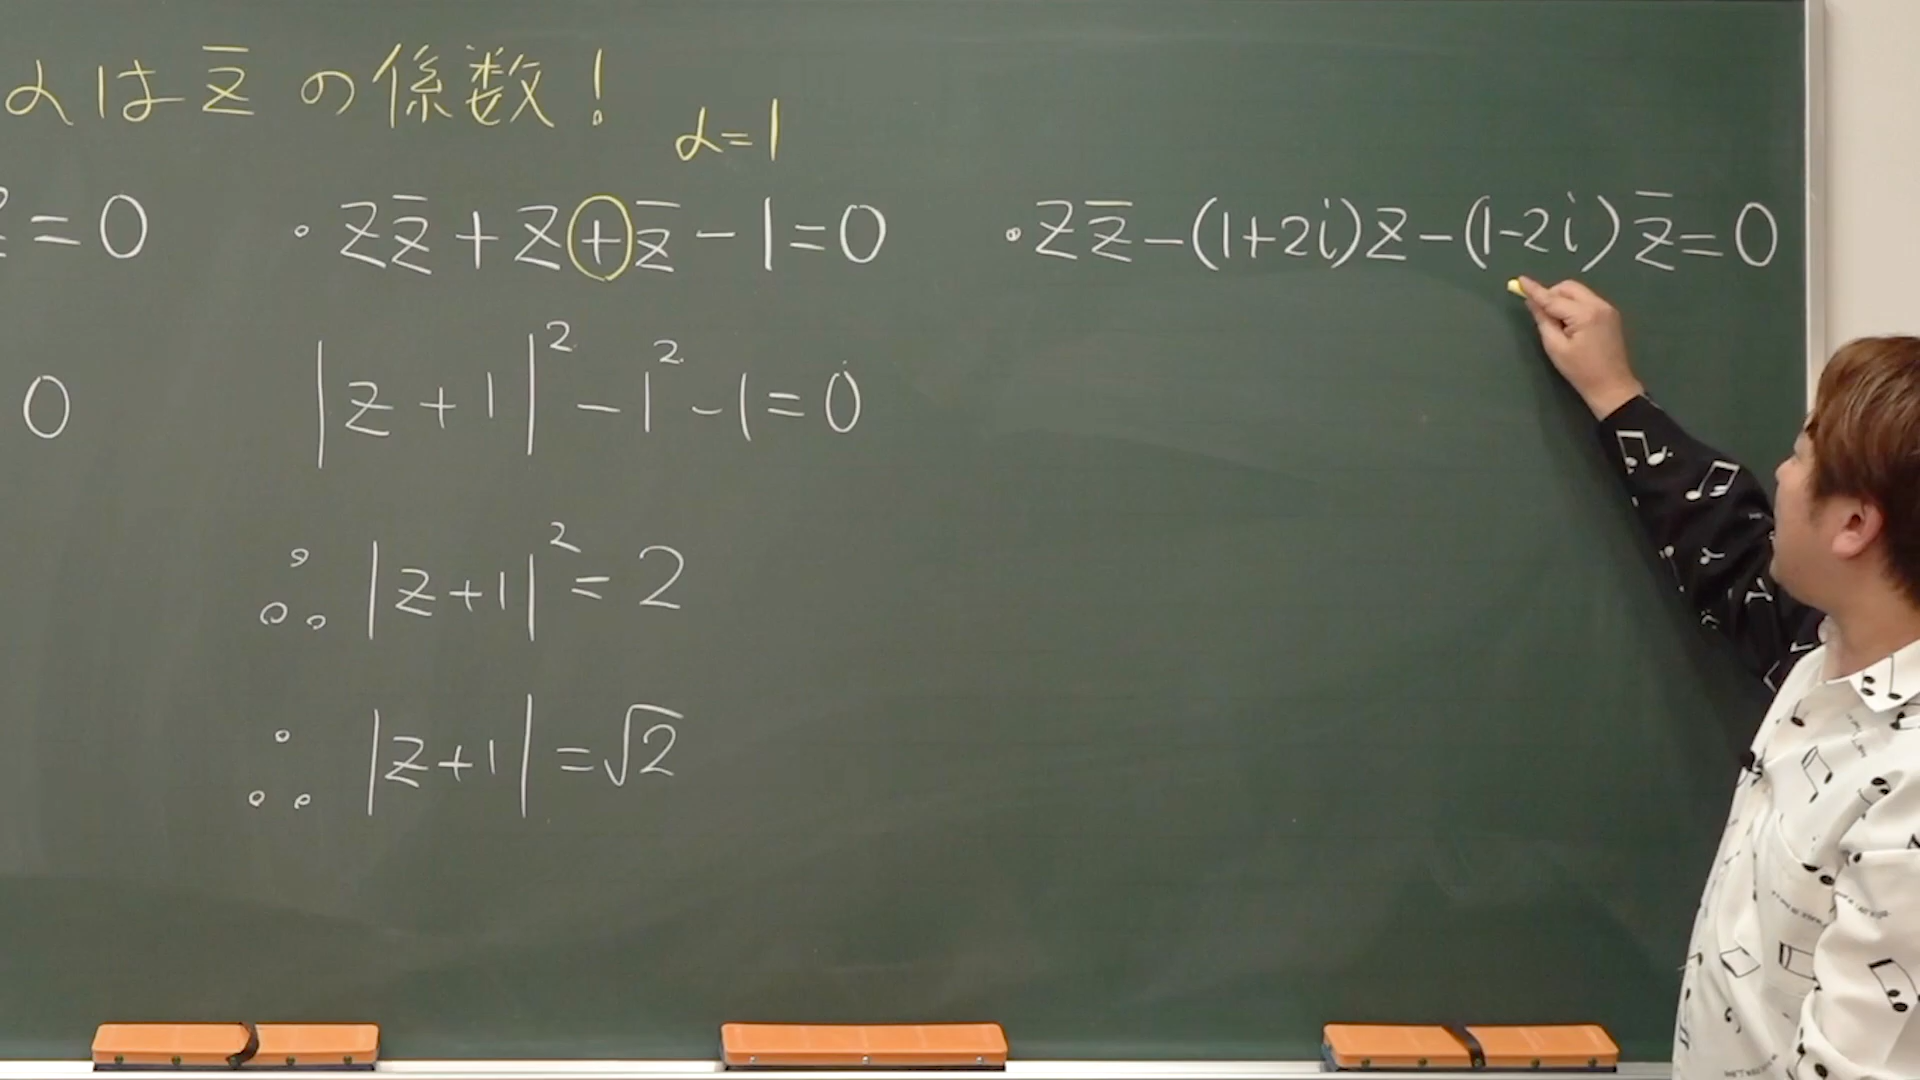 αはz̄の係数！
α=1
=0
・zz̄+z+z̄-1=0
・zz̄-(1+2i)z-(1-2i)z̄=0
0
|z+1|²-1²-1=0
∴|z+1|²=2
∴|z+1|=√2